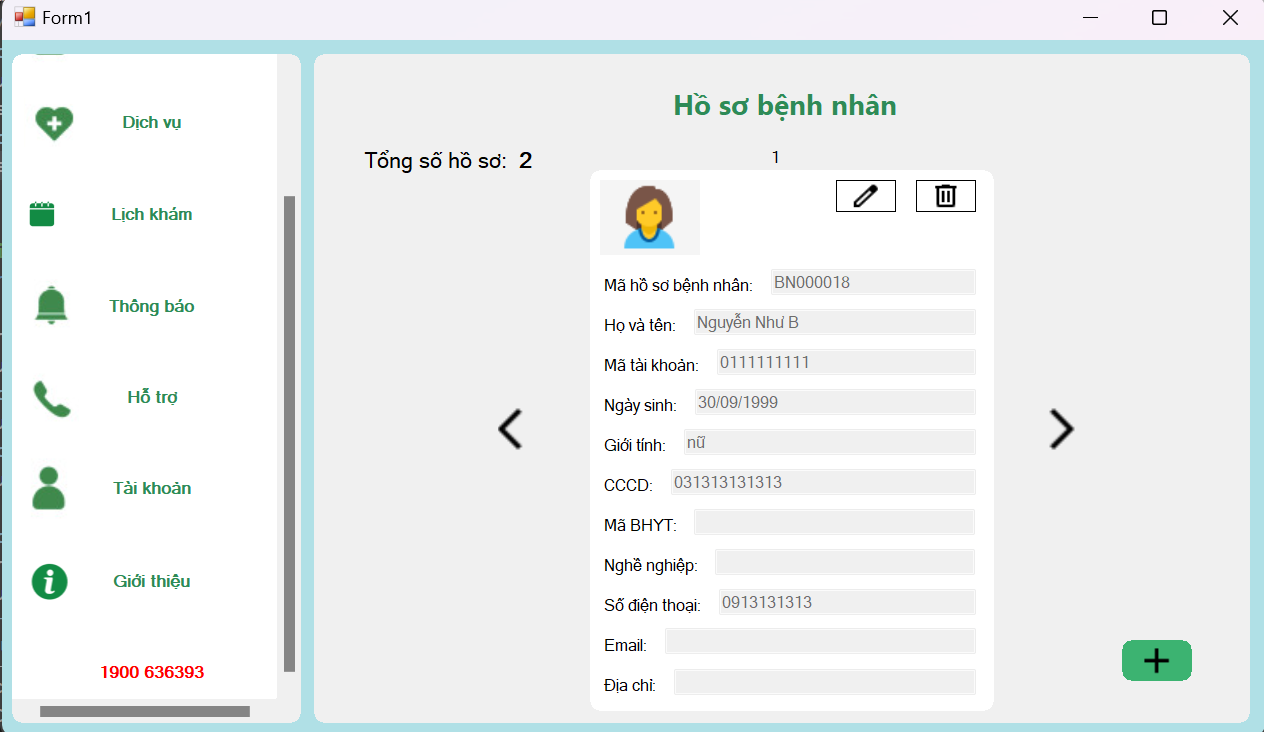 Form1
Dịch vụ
Lịch khám
Thông báo
Hỗ trợ
Tài khoản
Giới thiệu
1900 636393
Hồ sơ bệnh nhân
Tổng số hồ sơ: 2
1
Mã hồ sơ bệnh nhân: BN000018
Họ và tên: Nguyễn Như B
Mã tài khoản: 0111111111
Ngày sinh: 30/09/1999
Giới tính: nữ
CCCD: 031313131313
Mã BHYT:
Nghề nghiệp:
Số điện thoại: 0913131313
Email:
Địa chỉ: